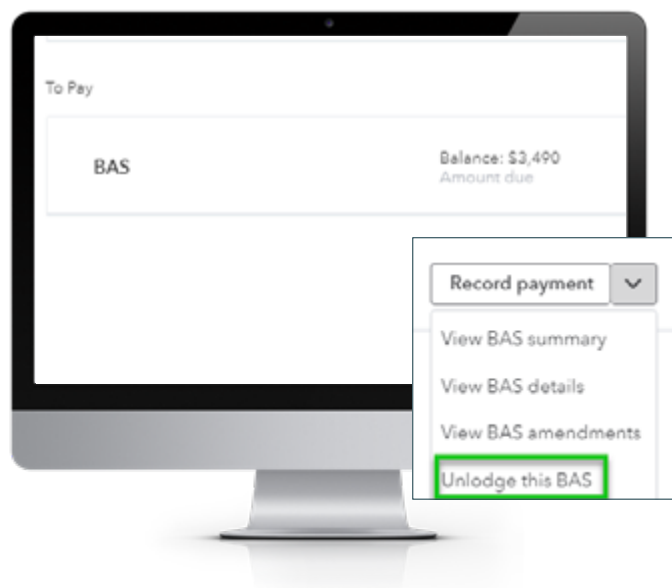 To Pay
BAS
Balance: $3,490
Amount due
Record payment
View BAS summary
View BAS details
View BAS amendments
Unlodge this BAS